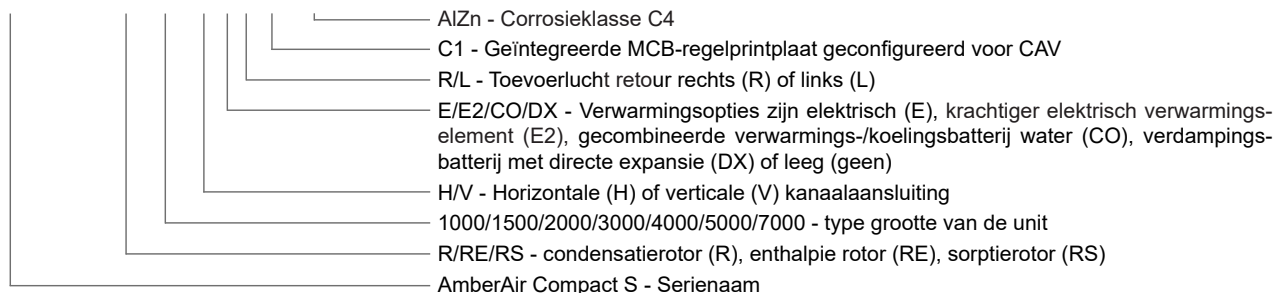 AlZn - Corrosieklasse C4
C1 - Geïntegreerde MCB-regelprintplaat geconfigureerd voor CAV
R/L - Toevoerlucht retour rechts (R) of links (L)
E/E2/CO/DX - Verwarmingsopties zijn elektrisch (E), krachtiger elektrisch verwarmings-
element (E2), gecombineerde verwarmings-/koelingsbatterij water (CO), verdampings-
batterij met directe expansie (DX) of leeg (geen)
H/V - Horizontale (H) of verticale (V) kanaalaansluiting
1000/1500/2000/3000/4000/5000/7000 - type grootte van de unit
R/RE/RS - condensatierotor (R), enthalpie rotor (RE), sorptierotor (RS)
AmberAir Compact S - Serienaam